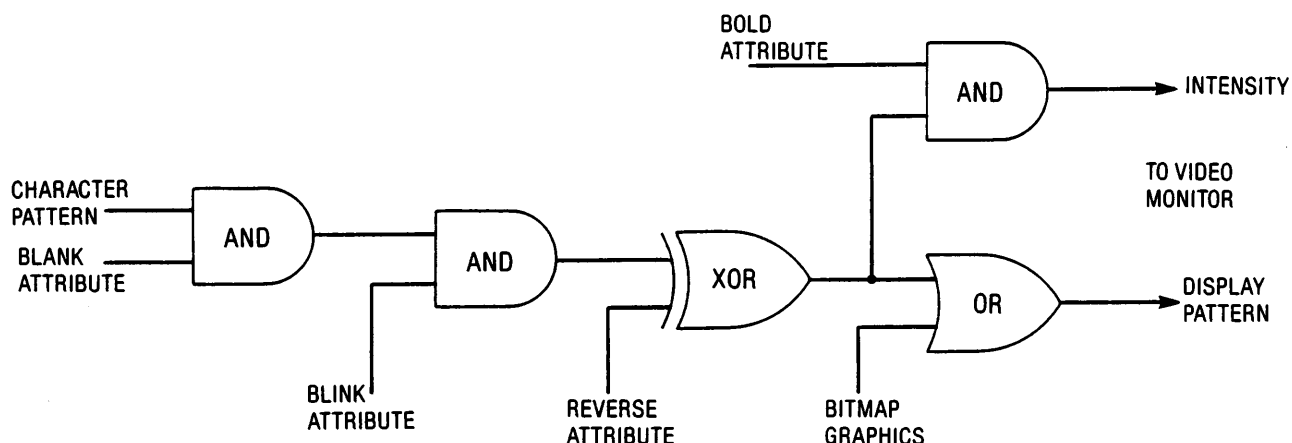 BOLD
ATTRIBUTE
AND
INTENSITY
TO VIDEO
MONITOR
CHARACTER
PATTERN
BLANK
ATTRIBUTE
AND
AND
XOR
OR
DISPLAY
PATTERN
BLINK
ATTRIBUTE
REVERSE
ATTRIBUTE
BITMAP
GRAPHICS